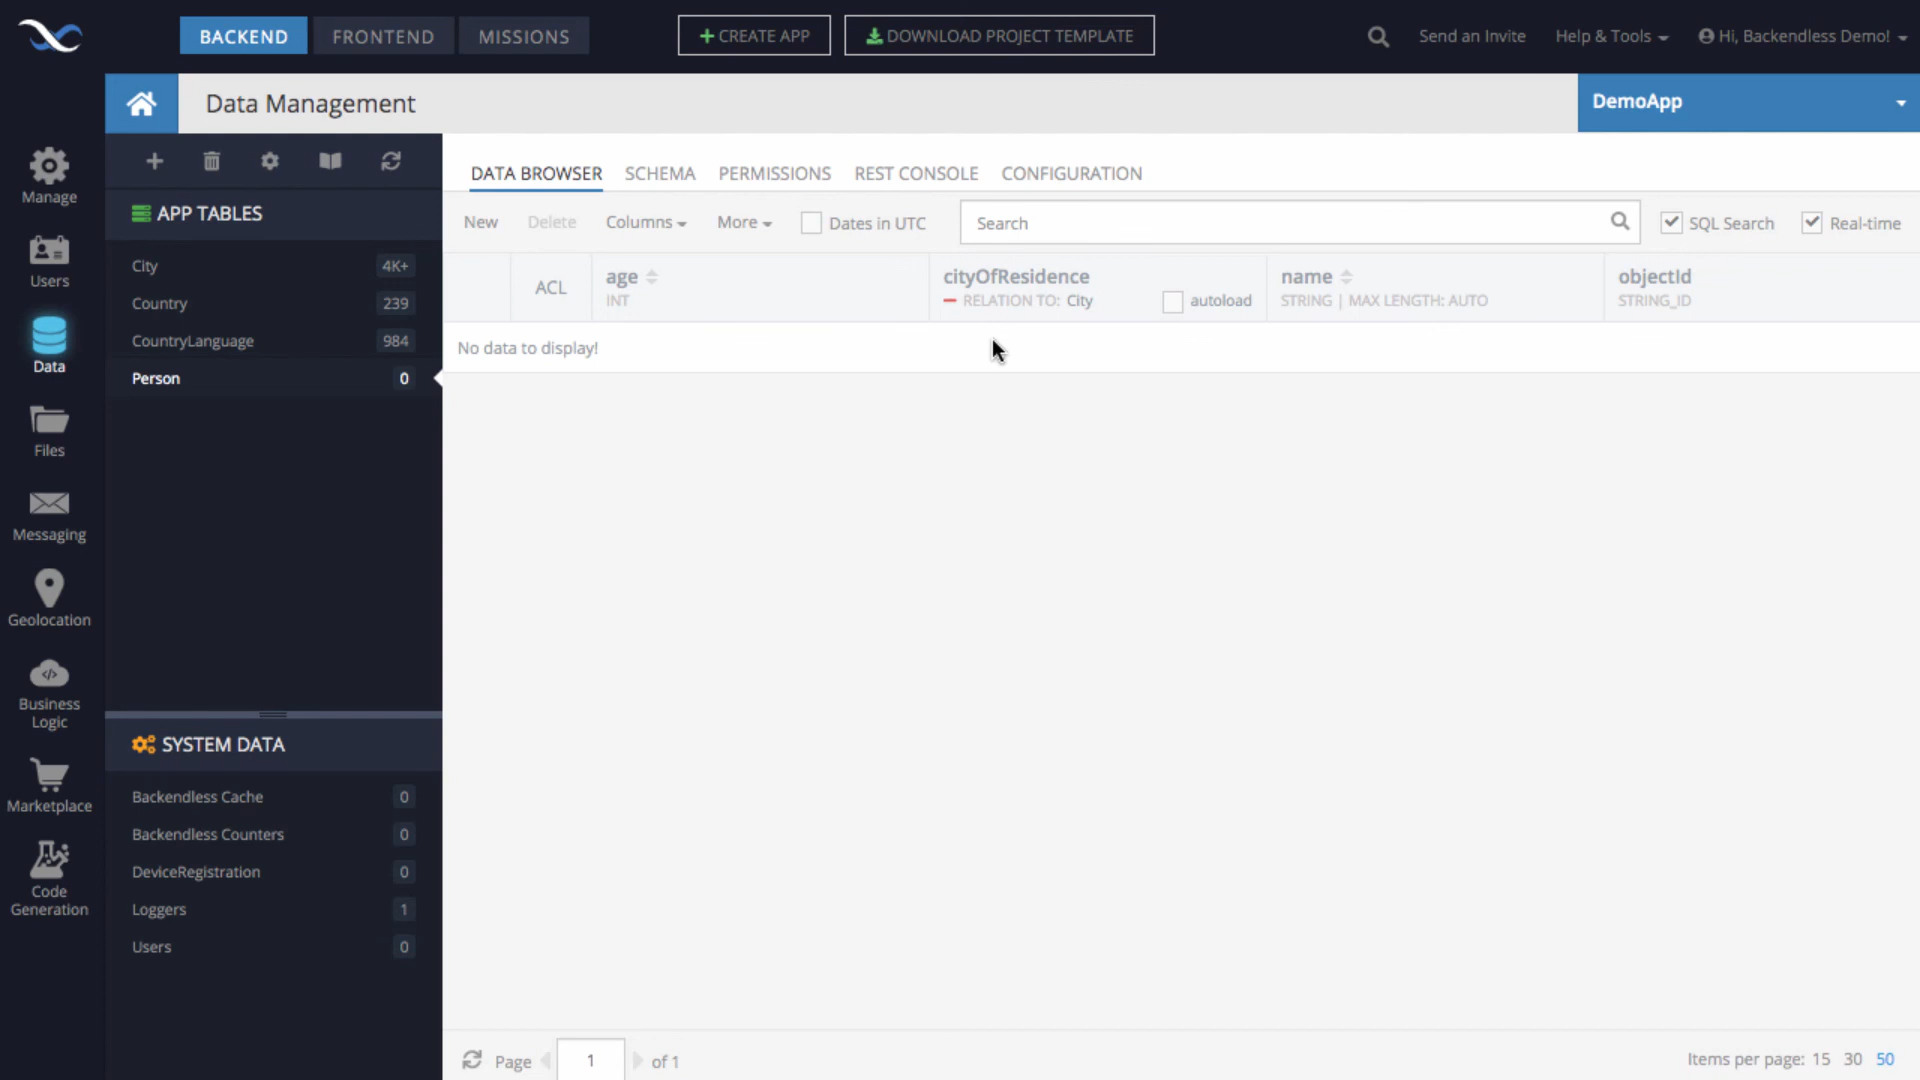 BACKEND FRONTEND MISSIONS CREATE APP DOWNLOAD PROJECT TEMPLATE Send an Invite Help & Tools Hi, Backendless Demo!
Data Management DemoApp
Manage
Users
Data
Files
Messaging
Geolocation
Business
Logic
Marketplace
Code
Generation
APP TABLES
City 4K+
Country 239
CountryLanguage 984
Person 0
SYSTEM DATA
Backendless Cache 0
Backendless Counters 0
DeviceRegistration 0
Loggers 1
Users 0
DATA BROWSER SCHEMA PERMISSIONS REST CONSOLE CONFIGURATION
New Delete Columns More Dates in UTC Search SQL Search Real-time
ACL age cityOfResidence name objectId
INT RELATION TO: City autoload STRING | MAX LENGTH: AUTO STRING_ID
No data to display!
Page 1 of 1 Items per page: 15 30 50